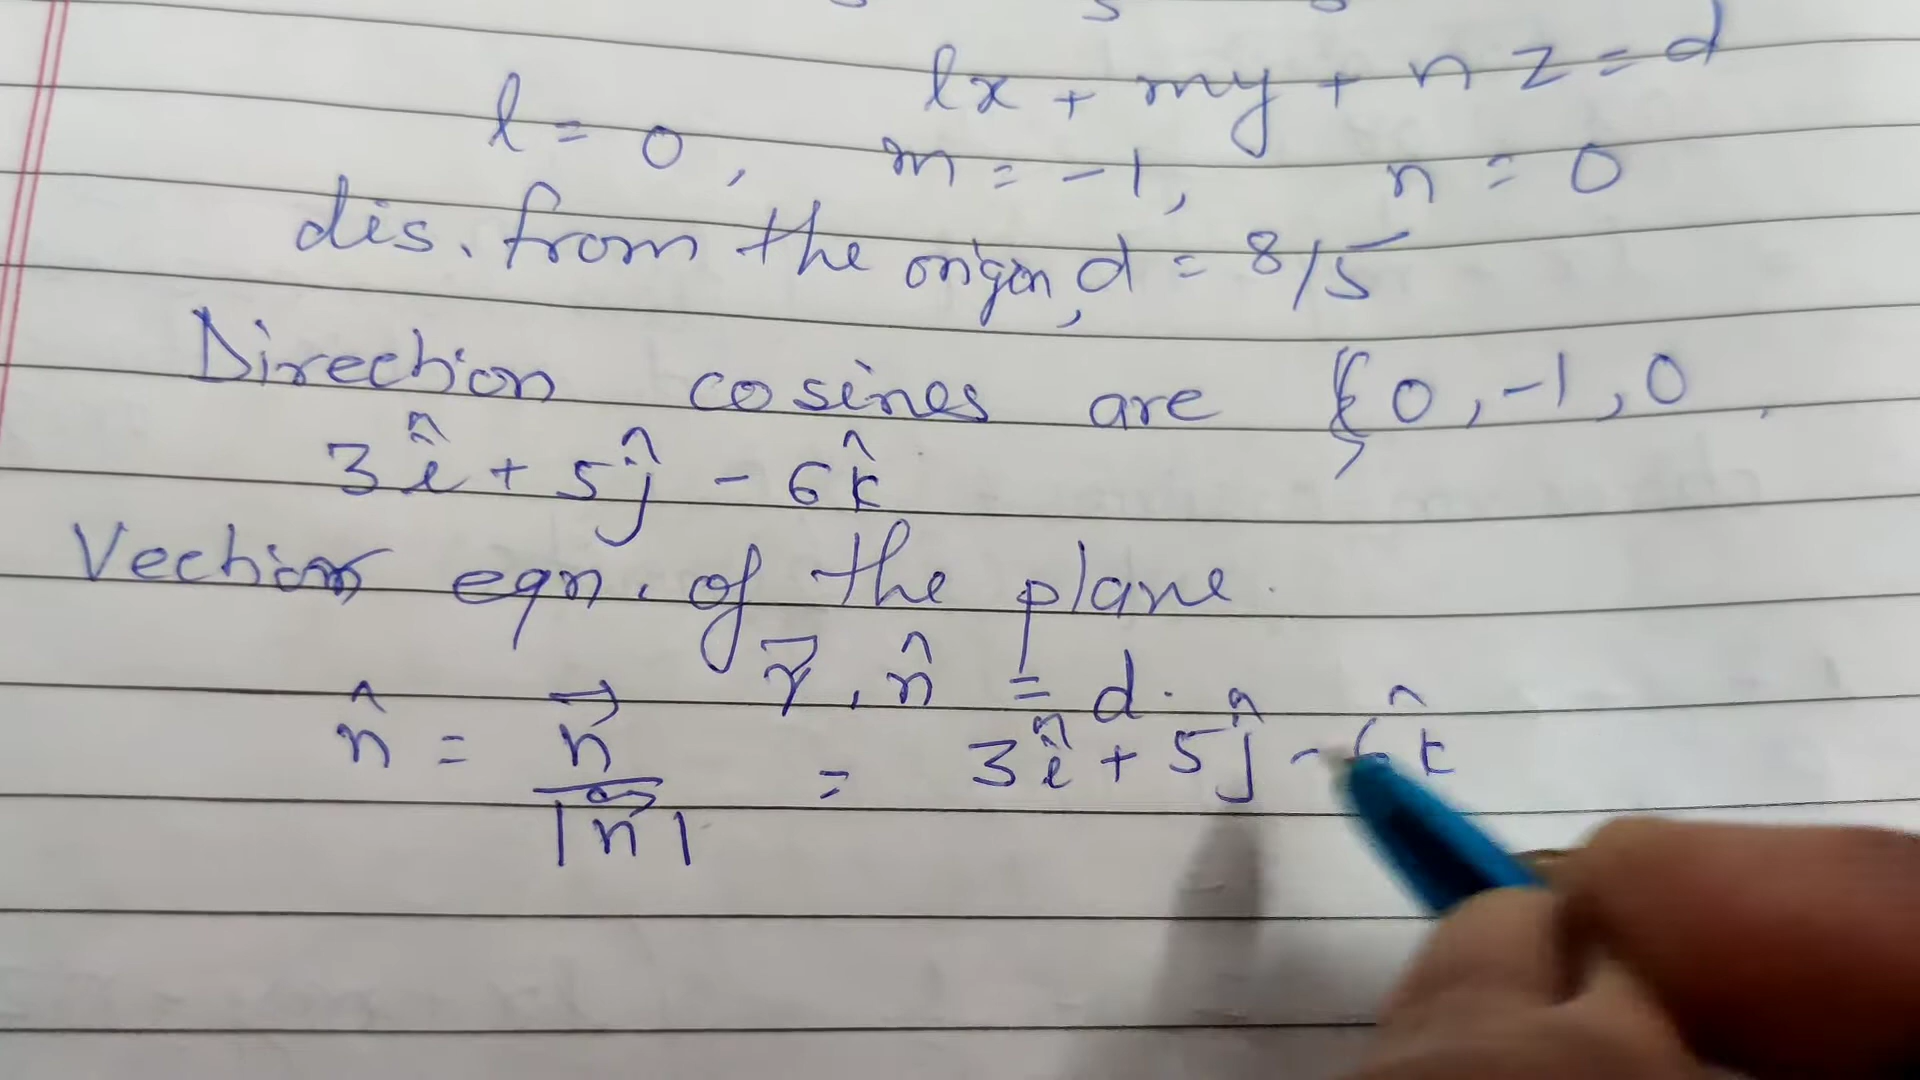 lx + my + nz = d
l = 0, m = -1, n = 0
dis. from the origin, d = 8/5
Direction cosines are 0, -1, 0
3î + 5ĵ - 6k̂
Vector eqn. of the plane.
r⃗ . n̂ = d.
n̂ = n⃗ / |n⃗| = 3î + 5ĵ - 6k̂